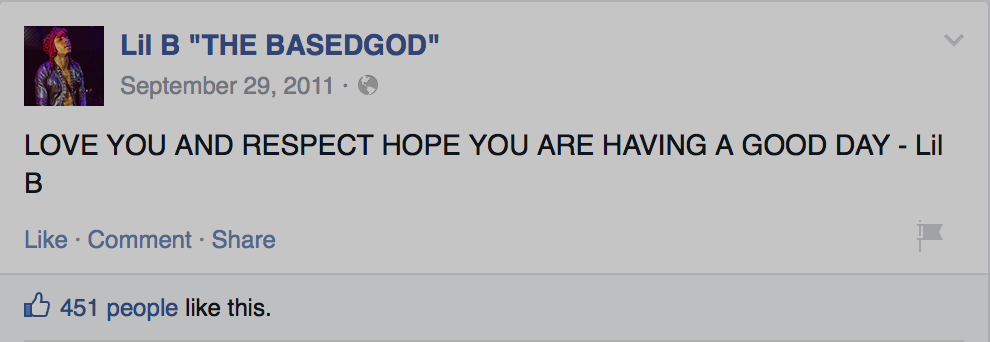 Lil B "THE BASEDGOD"
September 29, 2011 ·
LOVE YOU AND RESPECT HOPE YOU ARE HAVING A GOOD DAY - Lil
B
Like · Comment · Share
451 people like this.